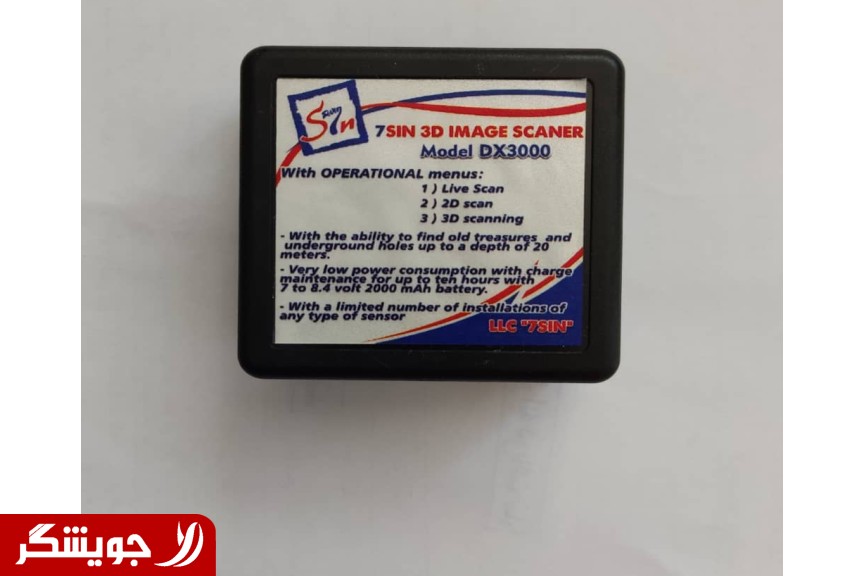 7Sin
7SIN 3D IMAGE SCANER
Model DX3000
With OPERATIONAL menus:
1 ) Live Scan
2 ) 2D scan
3 ) 3D scanning
- With the ability to find old treasures and
underground holes up to a depth of 20
meters.
- Very low power consumption with charge
maintenance for up to ten hours with
7 to 8.4 volt 2000 mAh battery.
- With a limited number of installations of
any type of sensor
LLC "7SIN"
جویشگر